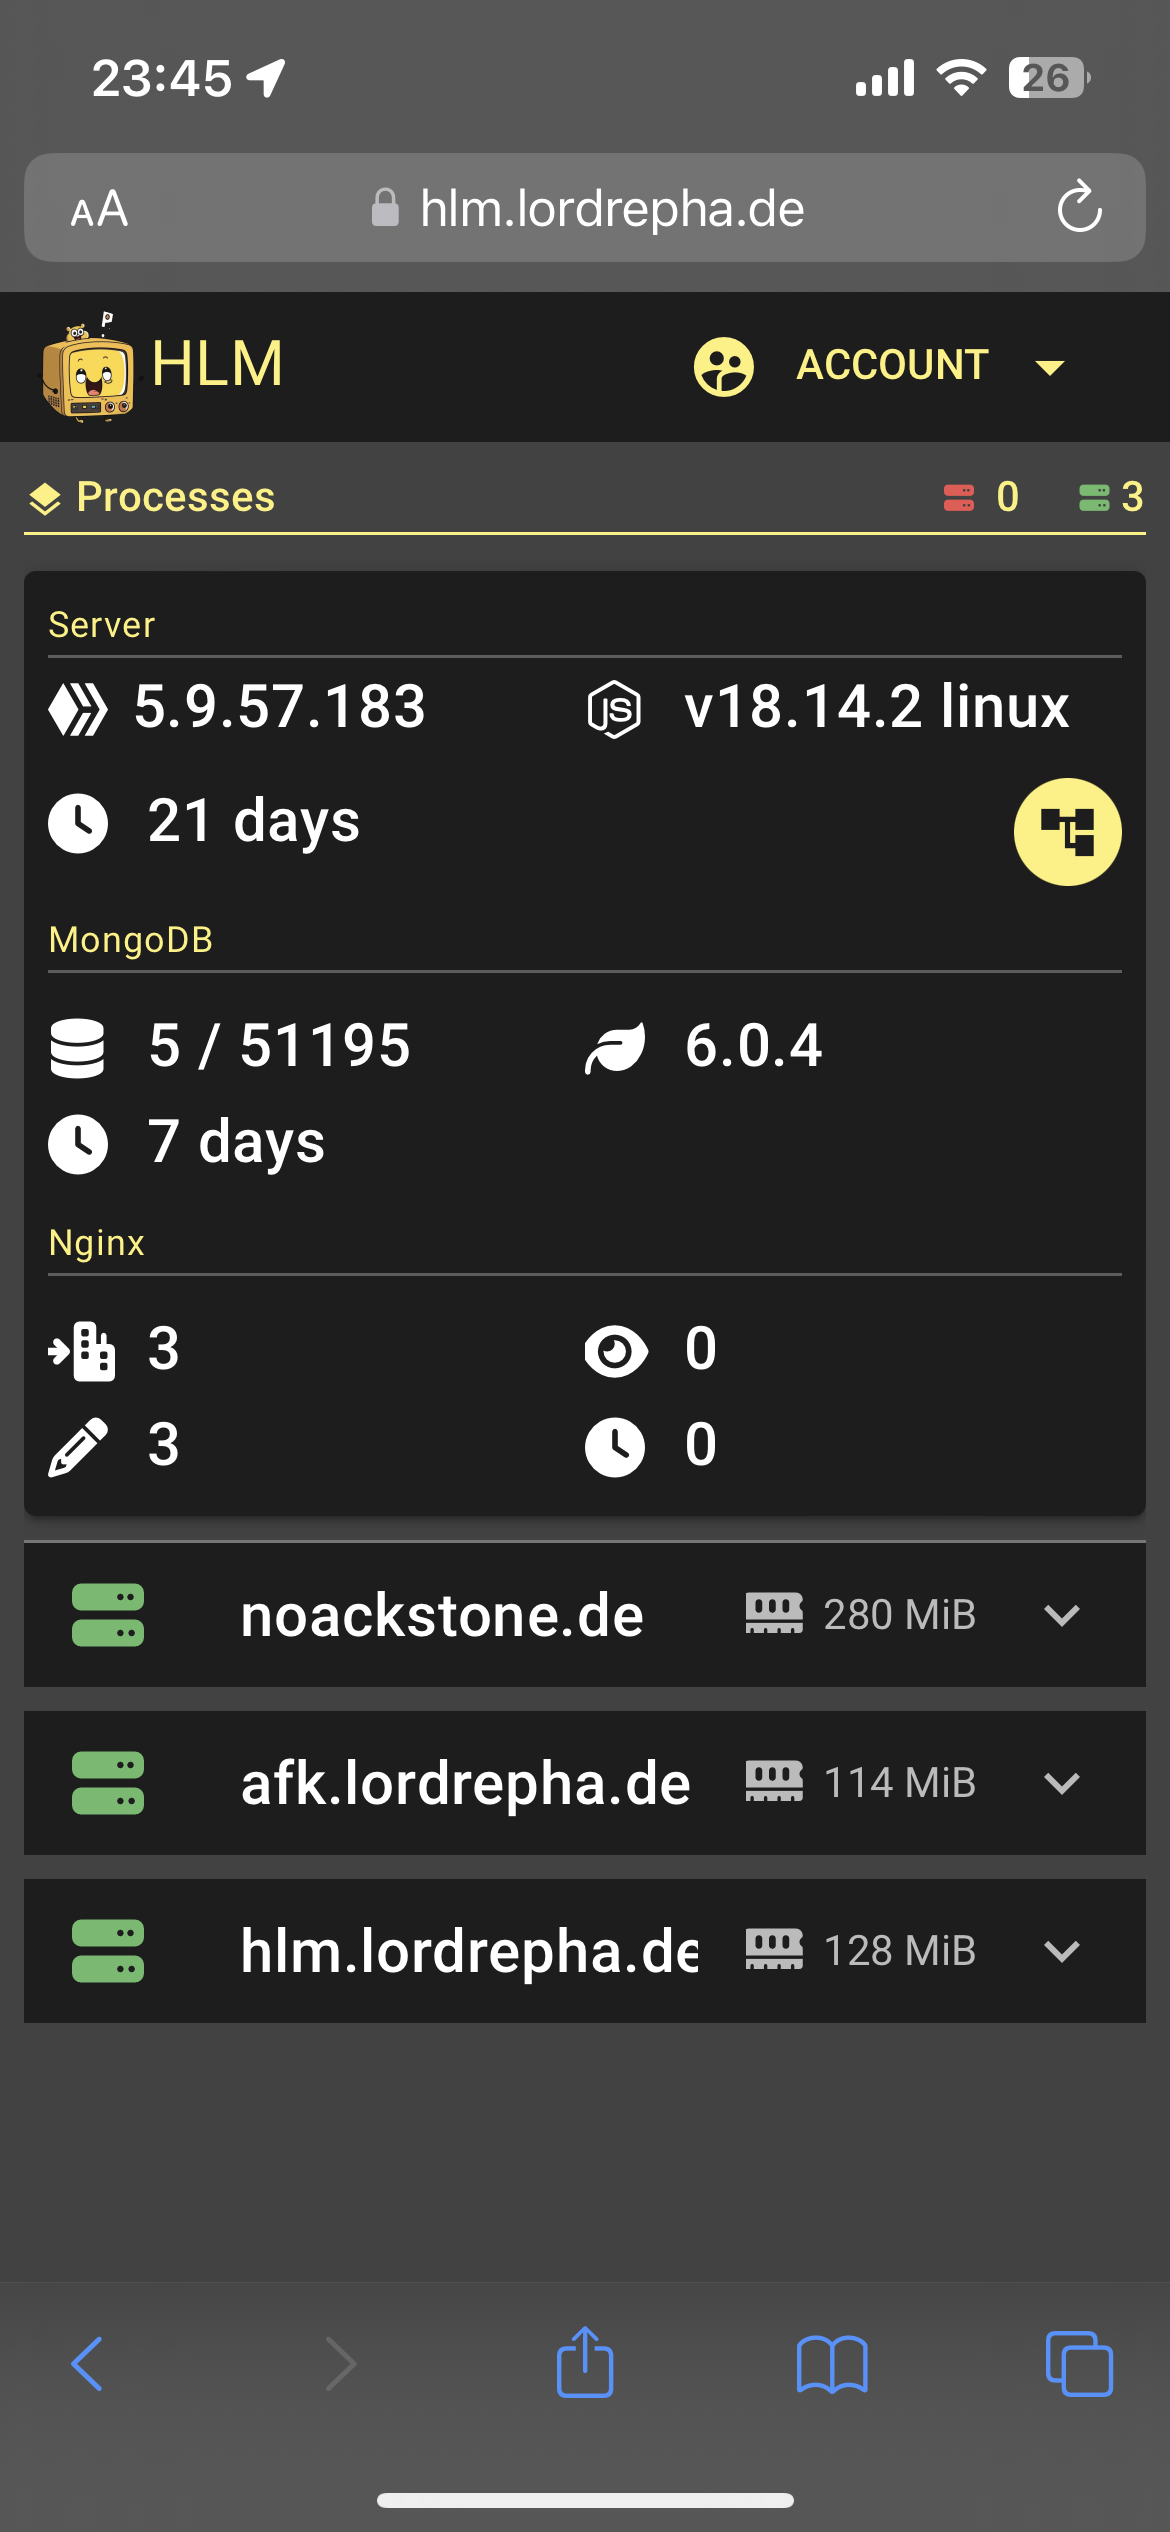 23:45
26
AA
hlm.lordrepha.de
HLM
ACCOUNT
Processes
0
3
Server
5.9.57.183
JS
v18.14.2 linux
21 days
MongoDB
5 / 51195
6.0.4
7 days
Nginx
3
0
3
0
noackstone.de
280 MiB
afk.lordrepha.de
114 MiB
hlm.lordrepha.de
128 MiB